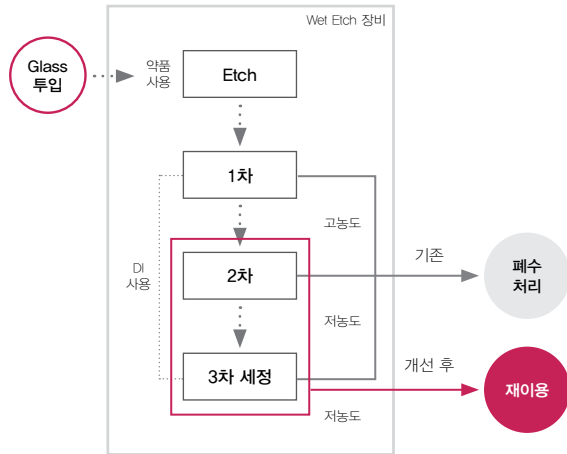 Wet Etch 장비
Glass
투입
약품
사용
Etch
1차
고농도
DI
사용
2차
기존
폐수
처리
저농도
3차 세정
개선 후
재이용
저농도